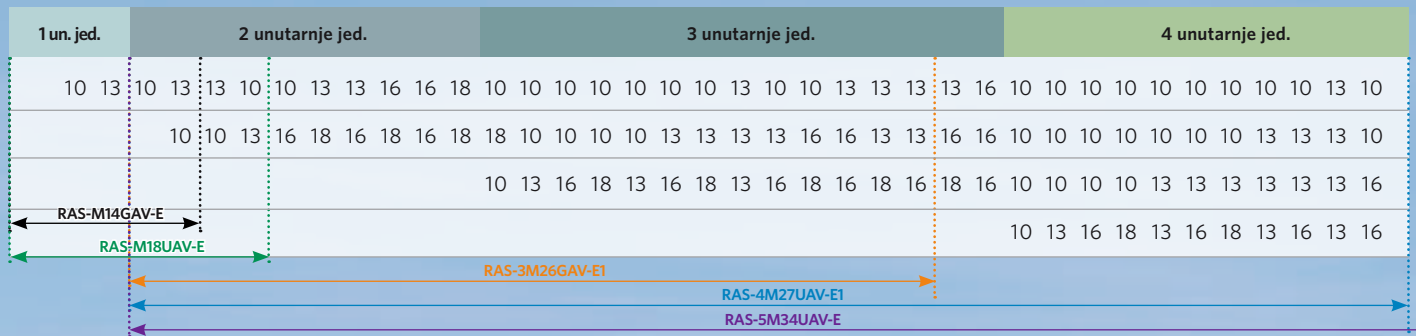 1 un. jed. 2 unutarnje jed. 3 unutarnje jed. 4 unutarnje jed.
10 13 10 13 13 10 10 13 13 16 16 18 10 10 10 10 10 10 10 13 10 10 13 13 13 13 16 10 10 10 10 10 10 10 10 10 13 10
10 10 13 16 18 16 18 16 18 18 10 10 10 10 13 13 13 13 16 16 13 13 16 16 10 10 10 10 10 10 10 13 13 13 10
10 13 16 18 13 16 18 13 16 18 16 18 16 18 16 10 10 10 10 13 13 13 13 13 13 16
10 13 16 18 13 16 18 13 16 13 16
RAS-M14GAV-E
RAS-M18UAV-E
RAS-3M26GAV-E1
RAS-4M27UAV-E1
RAS-5M34UAV-E